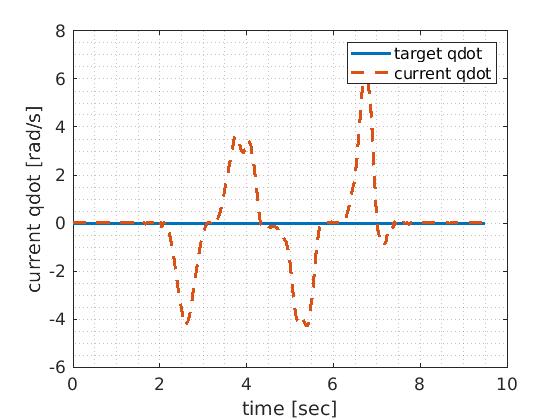 8
6
4
2
0
-2
-4
-6
current qdot [rad/s]
target qdot
current qdot
0 2 4 6 8 10
time [sec]